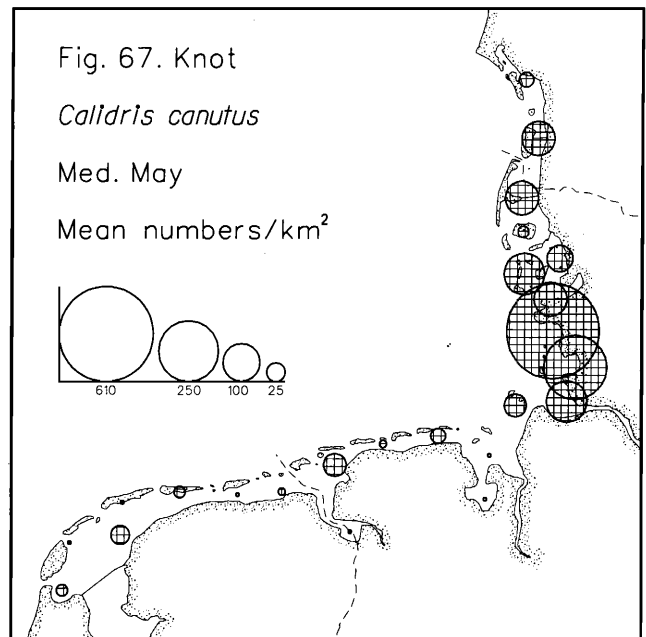 Fig. 67. Knot
Calidris canutus
Med. May
Mean numbers/km²
610 250 100 25